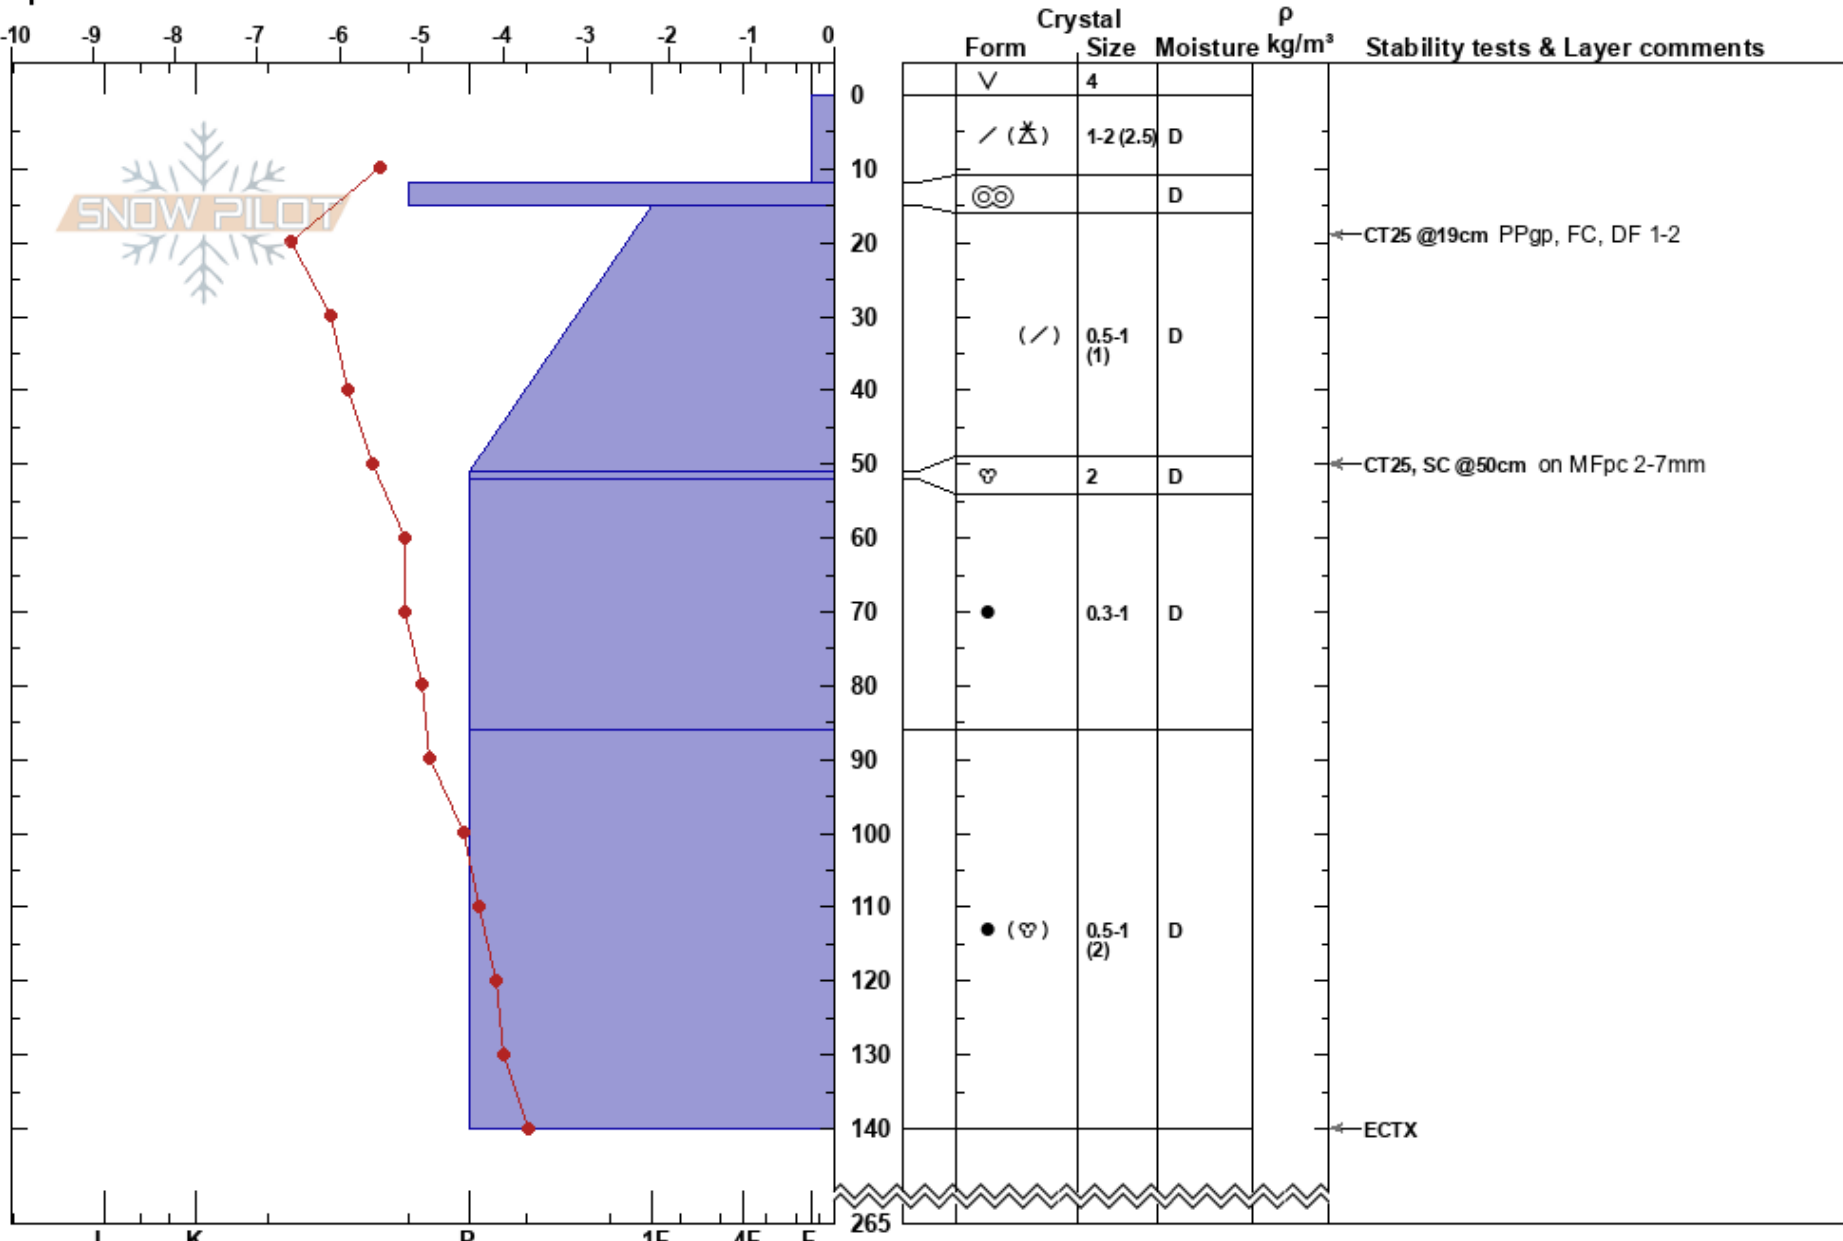 -10 -9 -8 -7 -6 -5 -4 -3 -2 -1 0
Crystal
ρ
Form Size Moisture kg/m³ Stability tests & Layer comments
4
0
1-2 (2.5) D
10
SNOW PILOT
D
20
CT25 @19cm PPgp, FC, DF 1-2
30
0.5-1 D
(1)
40
50
CT25, SC @50cm on MFpc 2-7mm
2 D
60
70
0.3-1 D
80
90
100
110
0.5-1 D
(2)
120
130
140
ECTX
265
K